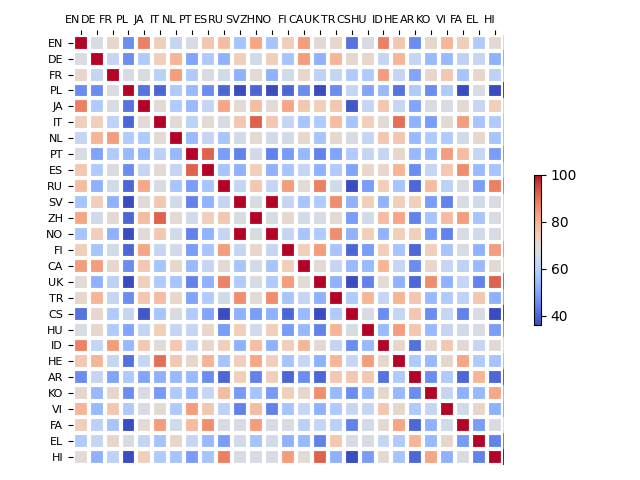 EN DE FR PL JA IT NL PT ES RU SV ZH NO FI CA UK TR CS HU ID HE AR KO VI FA EL HI
EN
DE
FR
PL
JA
IT
NL
PT
ES
RU
SV
ZH
NO
FI
CA
UK
TR
CS
HU
ID
HE
AR
KO
VI
FA
EL
HI
100
80
60
40